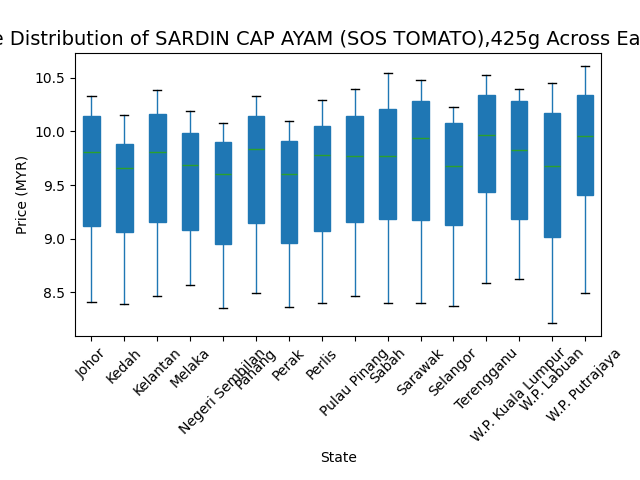 Distribution of SARDIN CAP AYAM (SOS TOMATO),425g Across
10.5
10.0
9.5
9.0
8.5
Price (MYR)
Johor
Kedah
Kelantan
Melaka
Negeri Sembilan
Pahang
Perak
Perlis
Pulau Pinang
Sabah
Sarawak
Selangor
Terengganu
W.P. Kuala Lumpur
W.P. Labuan
W.P. Putrajaya
State